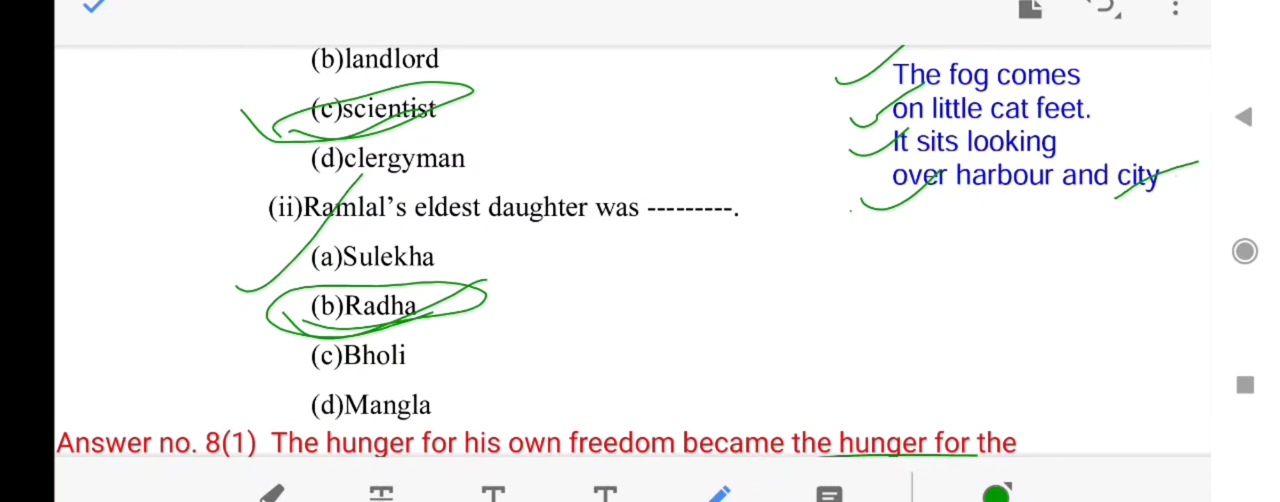 (b)landlord
(c)scientist
(d)clergyman
(ii)Ramlal’s eldest daughter was ---------.
(a)Sulekha
(b)Radha
(c)Bholi
(d)Mangla
The fog comes
on little cat feet.
It sits looking
over harbour and city
Answer no. 8(1) The hunger for his own freedom became the hunger for the